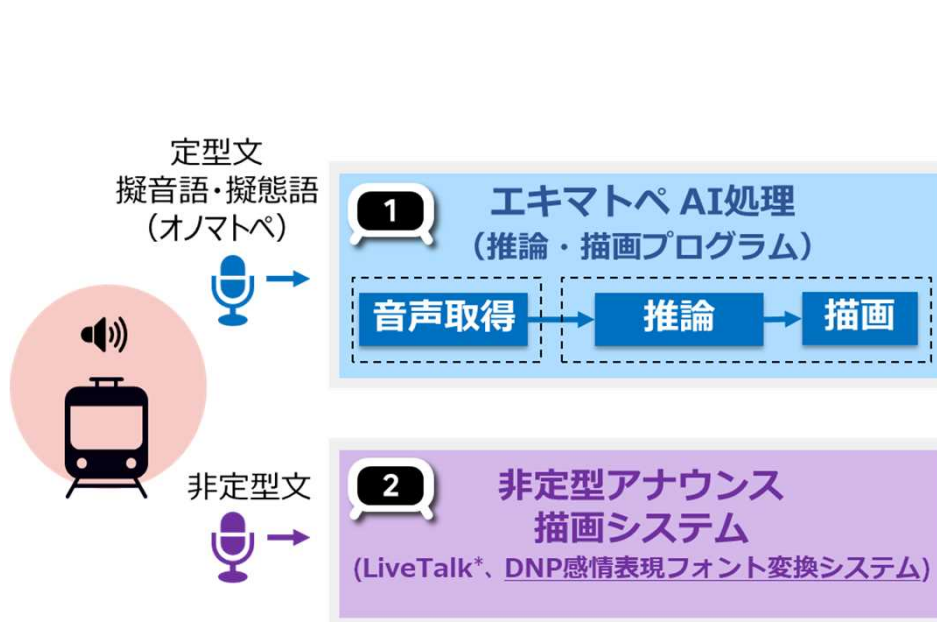 定型文
擬音語・擬態語
（オノマトペ）
1
エキマトペ AI処理
（推論・描画プログラム）
音声取得
推論
描画
非定型文
2
非定型アナウンス
描画システム
(LiveTalk*、DNP感情表現フォント変換システム)